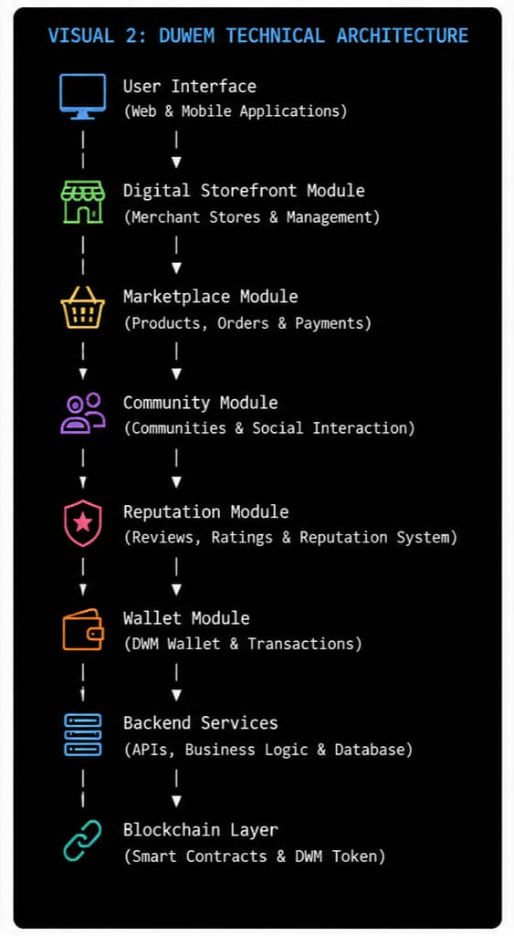 VISUAL 2: DUWEM TECHNICAL ARCHITECTURE
User Interface
(Web & Mobile Applications)
Digital Storefront Module
(Merchant Stores & Management)
Marketplace Module
(Products, Orders & Payments)
Community Module
(Communities & Social Interaction)
Reputation Module
(Reviews, Ratings & Reputation System)
Wallet Module
(DWM Wallet & Transactions)
Backend Services
(APIs, Business Logic & Database)
Blockchain Layer
(Smart Contracts & DWM Token)